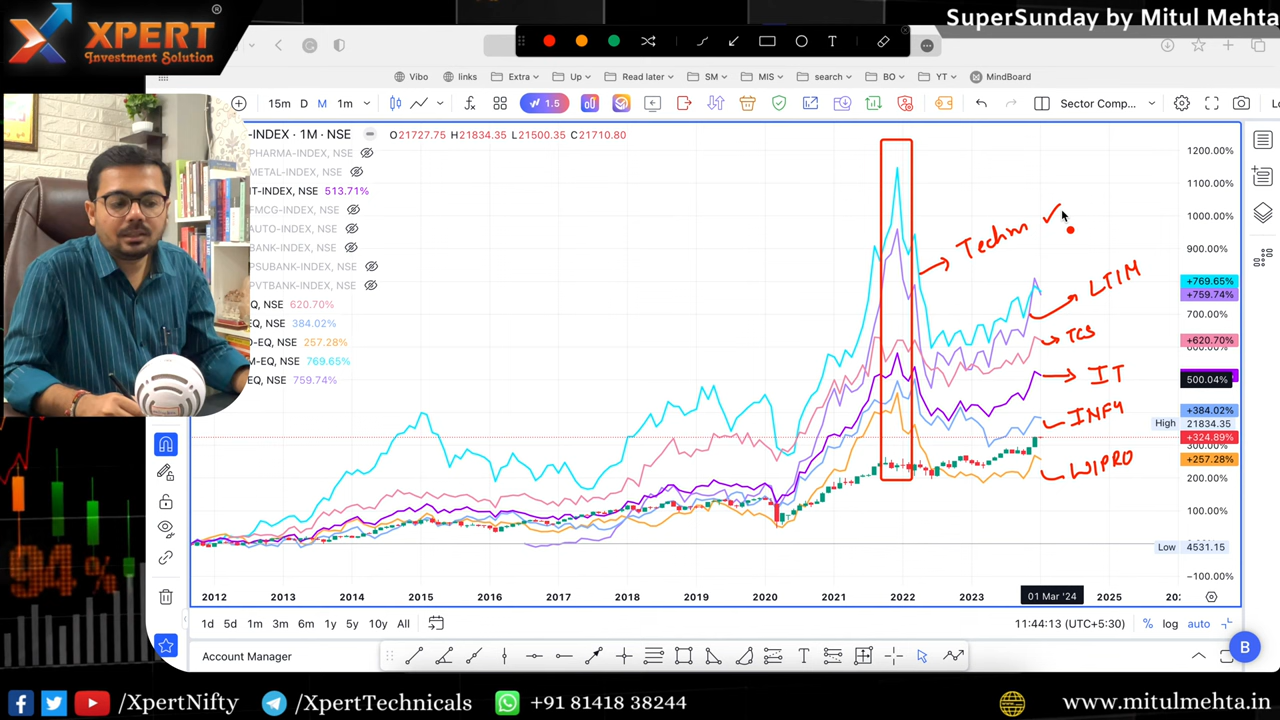 SuperSunday by Mitul Mehta
XPERT
Investment Solution
®
Vibo links Extra Up Read later SM MIS search BO YT MindBoard
15m D M 1m 1.5 Sector Comp...
T
-INDEX · 1M · NSE O21727.75 H21834.35 L21500.35 C21710.80
PHARMA-INDEX, NSE
METAL-INDEX, NSE
IT-INDEX, NSE 513.71%
FMCG-INDEX, NSE
AUTO-INDEX, NSE
BANK-INDEX, NSE
PSUBANK-INDEX, NSE
PVTBANK-INDEX, NSE
EQ, NSE 620.70%
EQ, NSE 384.02%
O-EQ, NSE 257.28%
M-EQ, NSE 769.65%
EQ, NSE 759.74%
Techm
LTIM
TCS
IT
INFY
WIPRO
1200.00%
1100.00%
1000.00%
900.00%
+769.65%
+759.74%
700.00%
+620.70%
600.00%
500.04%
+384.02%
High 21834.35
+324.89%
300.00%
+257.28%
200.00%
100.00%
Low 4531.15
−100.00%
2012 2013 2014 2015 2016 2017 2018 2019 2020 2021 2022 2023 01 Mar '24 2025 20:
1d 5d 1m 3m 6m 1y 5y 10y All 11:44:13 (UTC+5:30) % log auto
Account Manager T B
94 %
/XpertNifty /XpertTechnicals +91 81418 38244 www.mitulmehta.in